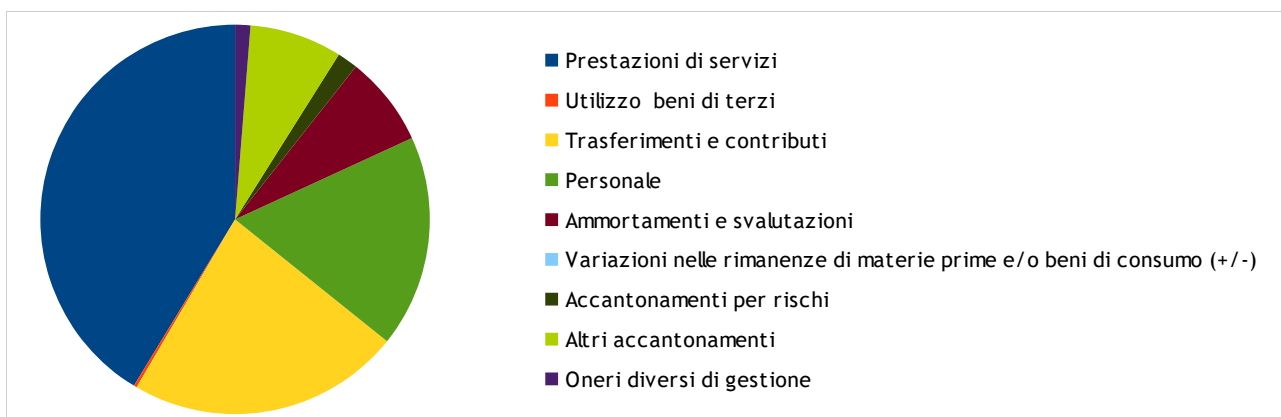 Prestazioni di servizi
Utilizzo beni di terzi
Trasferimenti e contributi
Personale
Ammortamenti e svalutazioni
Variazioni nelle rimanenze di materie prime e/o beni di consumo (+/-)
Accantonamenti per rischi
Altri accantonamenti
Oneri diversi di gestione